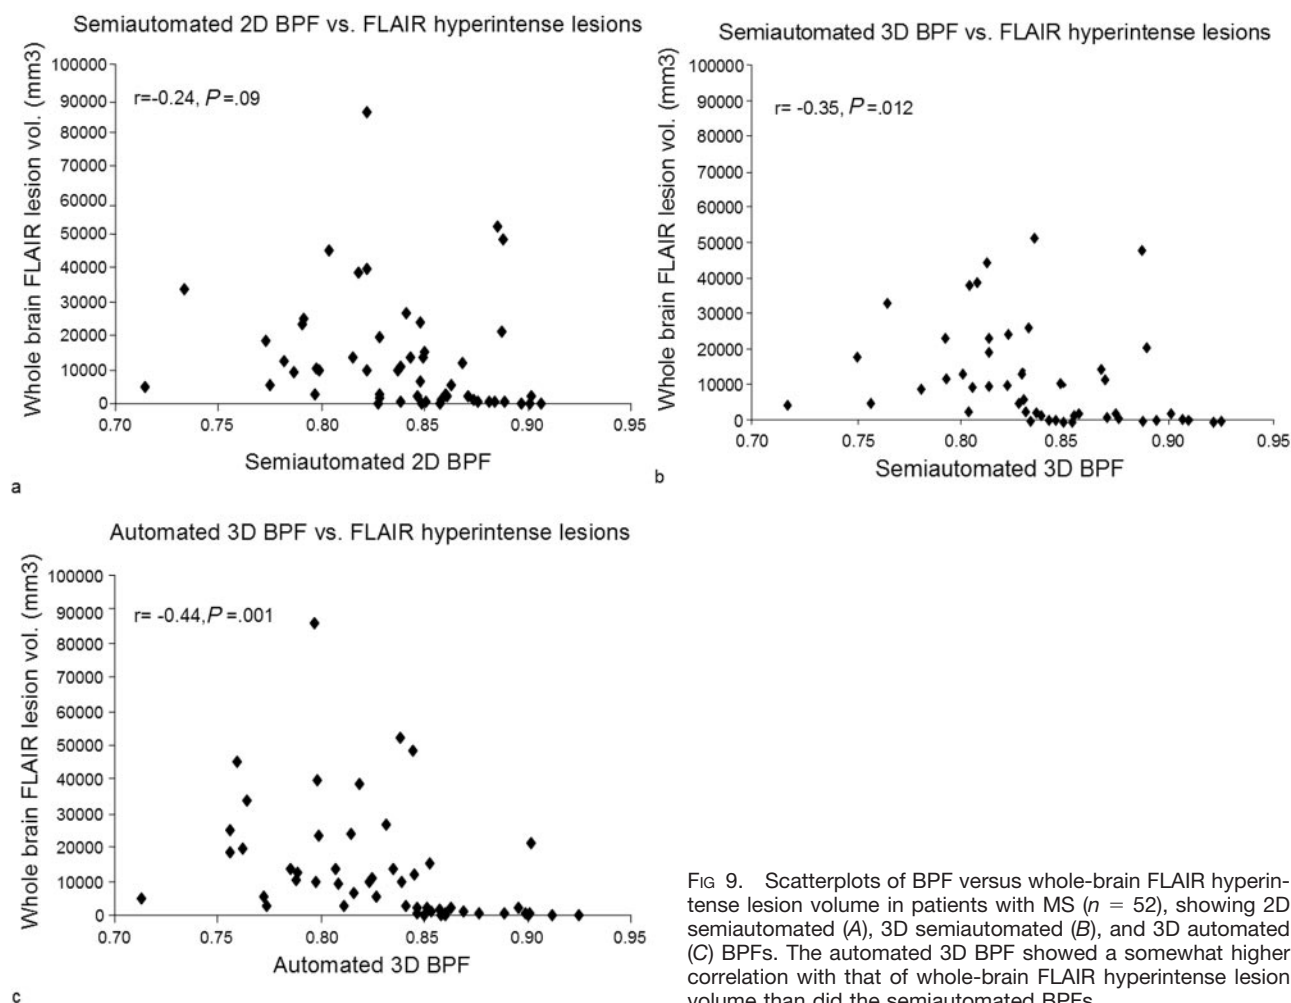 Semiautomated 2D BPF vs. FLAIR hyperintense lesions
Whole brain FLAIR lesion vol. (mm3)
100000
90000
80000
70000
60000
50000
40000
30000
20000
10000
0
r=-0.24, P=.09
0.70 0.75 0.80 0.85 0.90 0.95
Semiautomated 2D BPF
a
Semiautomated 3D BPF vs. FLAIR hyperintense lesions
Whole brain FLAIR lesion vol. (mm3)
100000
90000
80000
70000
60000
50000
40000
30000
20000
10000
0
r= -0.35, P=.012
0.70 0.75 0.80 0.85 0.90 0.95
Semiautomated 3D BPF
b
Automated 3D BPF vs. FLAIR hyperintense lesions
Whole brain FLAIR lesion vol. (mm3)
100000
90000
80000
70000
60000
50000
40000
30000
20000
10000
0
r= -0.44, P=.001
0.70 0.75 0.80 0.85 0.90 0.95
Automated 3D BPF
c
FIG 9. Scatterplots of BPF versus whole-brain FLAIR hyperin-
tense lesion volume in patients with MS (n = 52), showing 2D
semiautomated (A), 3D semiautomated (B), and 3D automated
(C) BPFs. The automated 3D BPF showed a somewhat higher
correlation with that of whole-brain FLAIR hyperintense lesion
volume than did the semiautomated BPFs